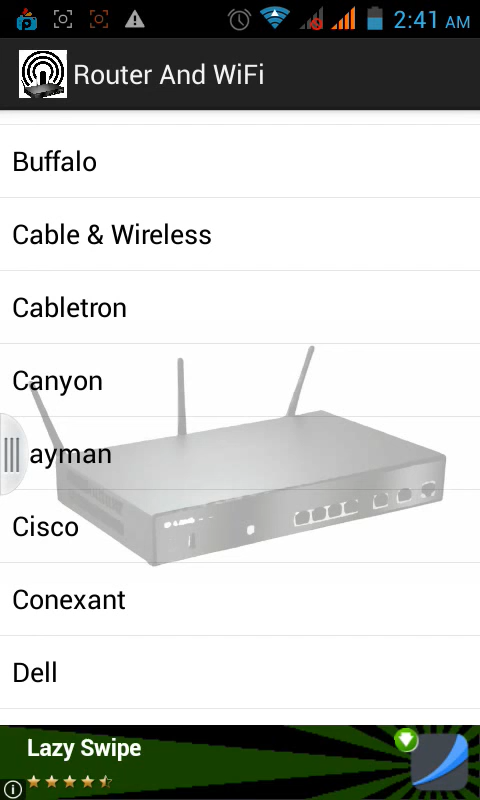 2:41 AM
Router And WiFi
Buffalo
Cable & Wireless
Cabletron
Canyon
ayman
Cisco
Conexant
Dell
Lazy Swipe